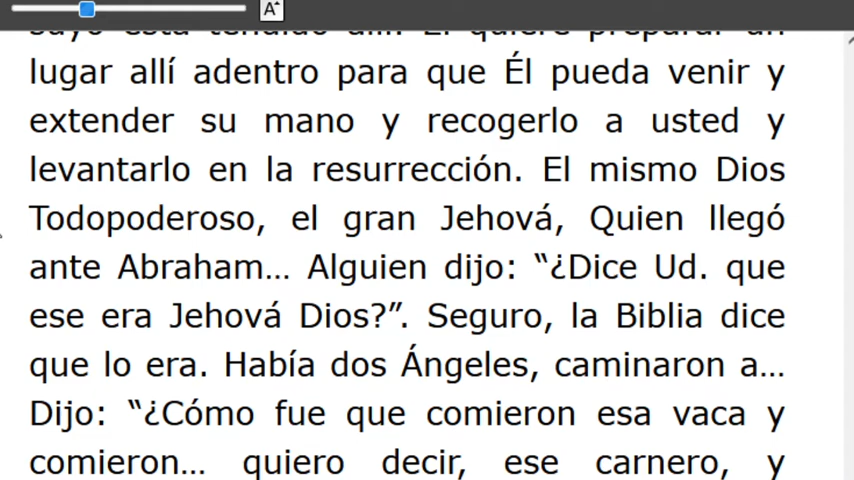 A
lugar allí adentro para que Él pueda venir y
extender su mano y recogerlo a usted y
levantarlo en la resurrección. El mismo Dios
Todopoderoso, el gran Jehová, Quien llegó
ante Abraham… Alguien dijo: “¿Dice Ud. que
ese era Jehová Dios?”. Seguro, la Biblia dice
que lo era. Había dos Ángeles, caminaron a…
Dijo: “¿Cómo fue que comieron esa vaca y
comieron… quiero decir, ese carnero, y